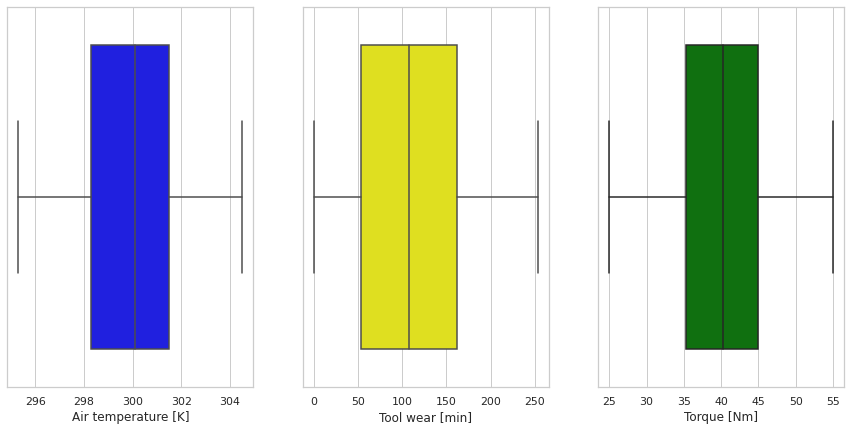 296 298 300 302 304
Air temperature [K]
0 50 100 150 200 250
Tool wear [min]
25 30 35 40 45 50 55
Torque [Nm]